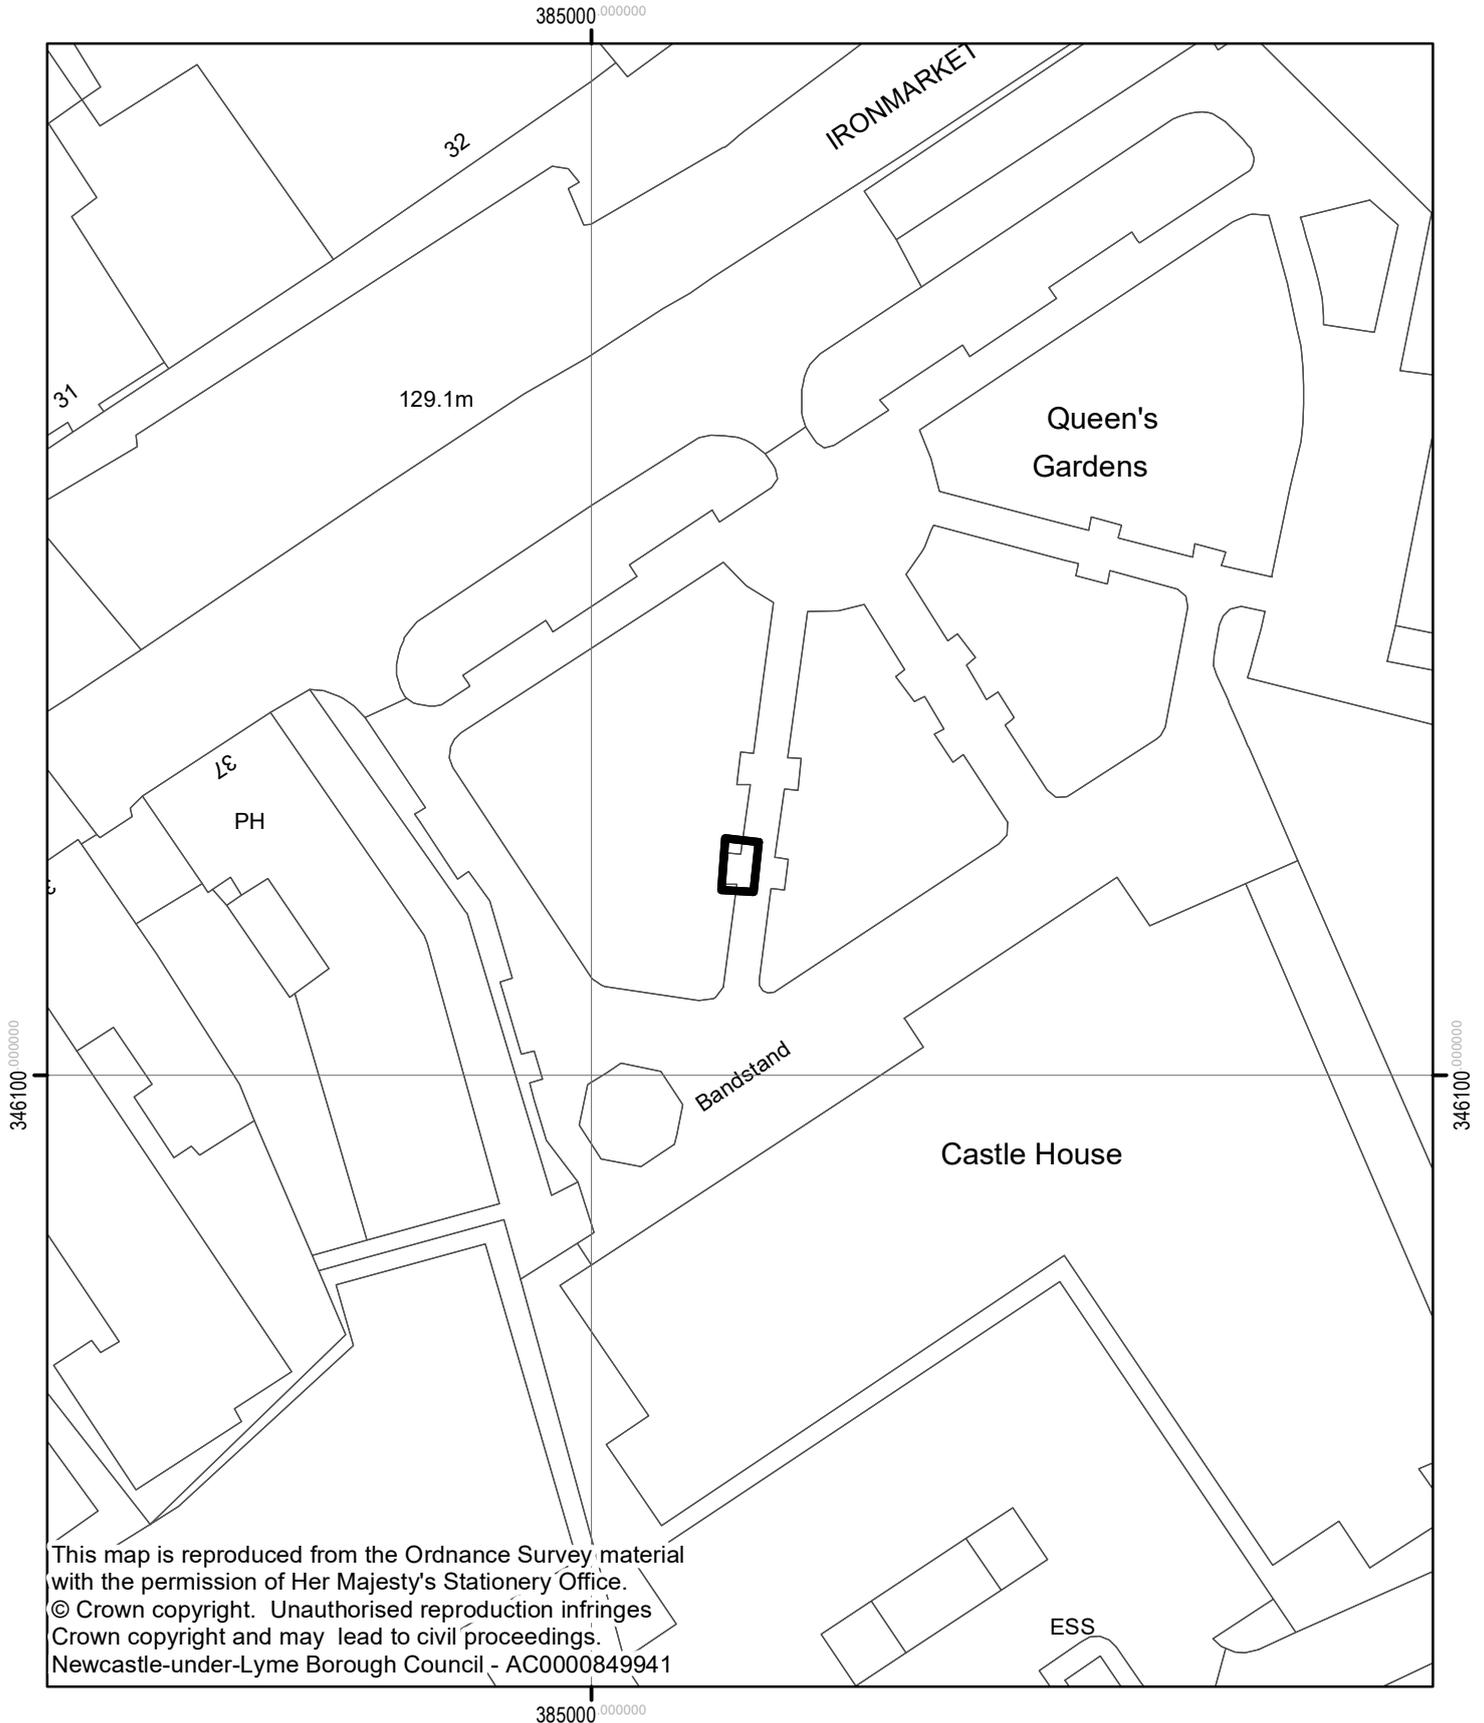 385000.000000
IRONMARKET
32
31
129.1m
Queen's
Gardens
37
PH
346100.000000
346100.000000
Bandstand
Castle House
ESS
This map is reproduced from the Ordnance Survey material
with the permission of Her Majesty's Stationery Office.
© Crown copyright.  Unauthorised reproduction infringes
Crown copyright and may  lead to civil proceedings.
Newcastle-under-Lyme Borough Council - AC0000849941
385000.000000